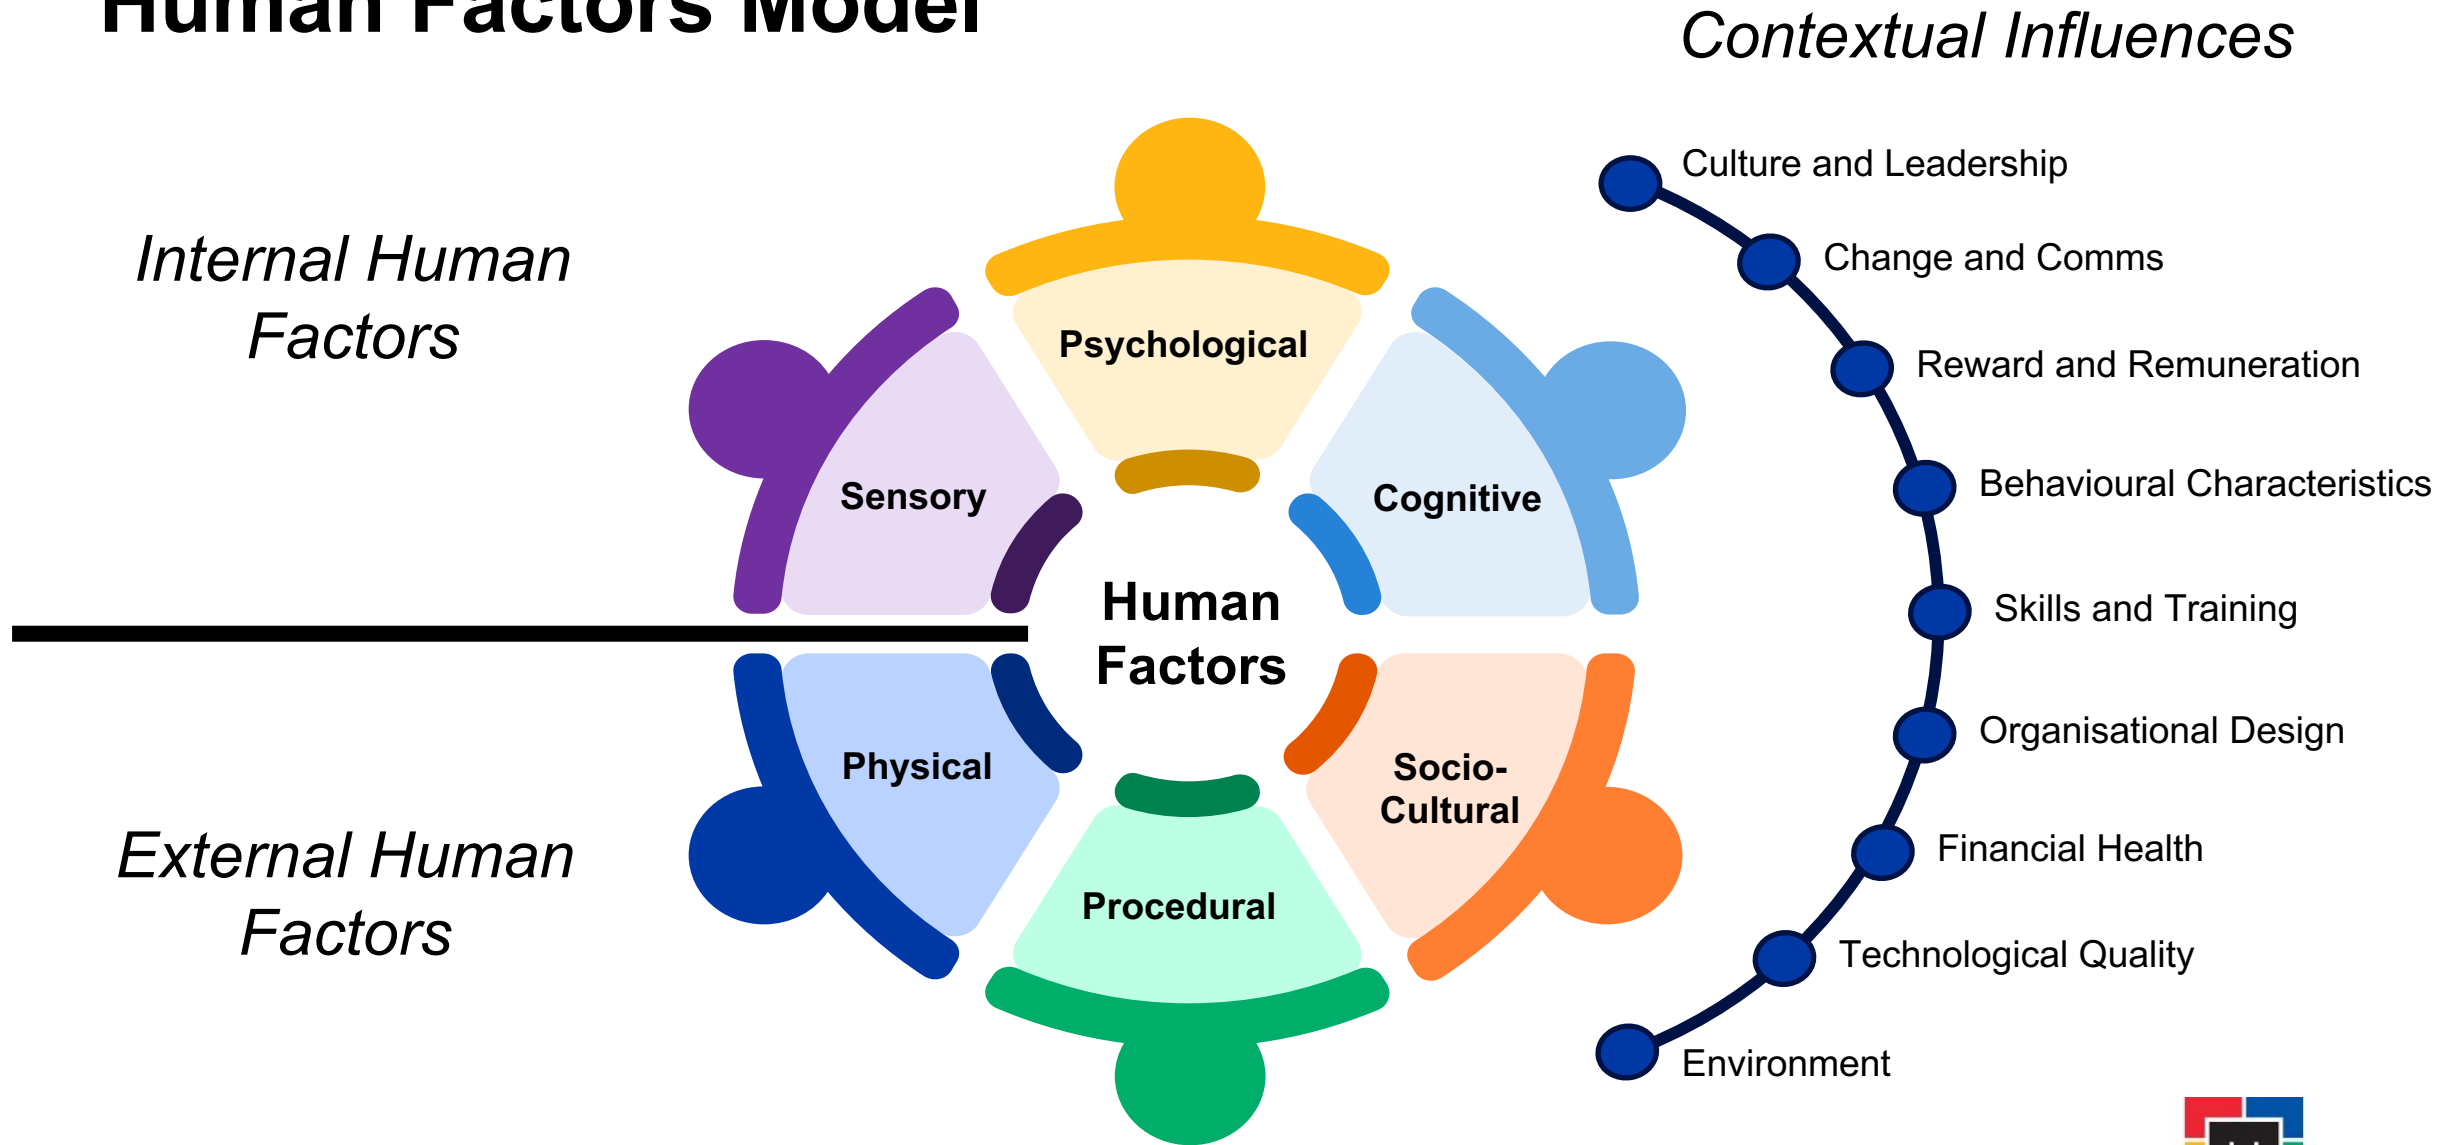 Human Factors Model
Contextual Influences
Internal Human
Factors
External Human
Factors
Psychological
Sensory
Cognitive
Human
Factors
Physical
Socio-
Cultural
Procedural
Culture and Leadership
Change and Comms
Reward and Remuneration
Behavioural Characteristics
Skills and Training
Organisational Design
Financial Health
Technological Quality
Environment